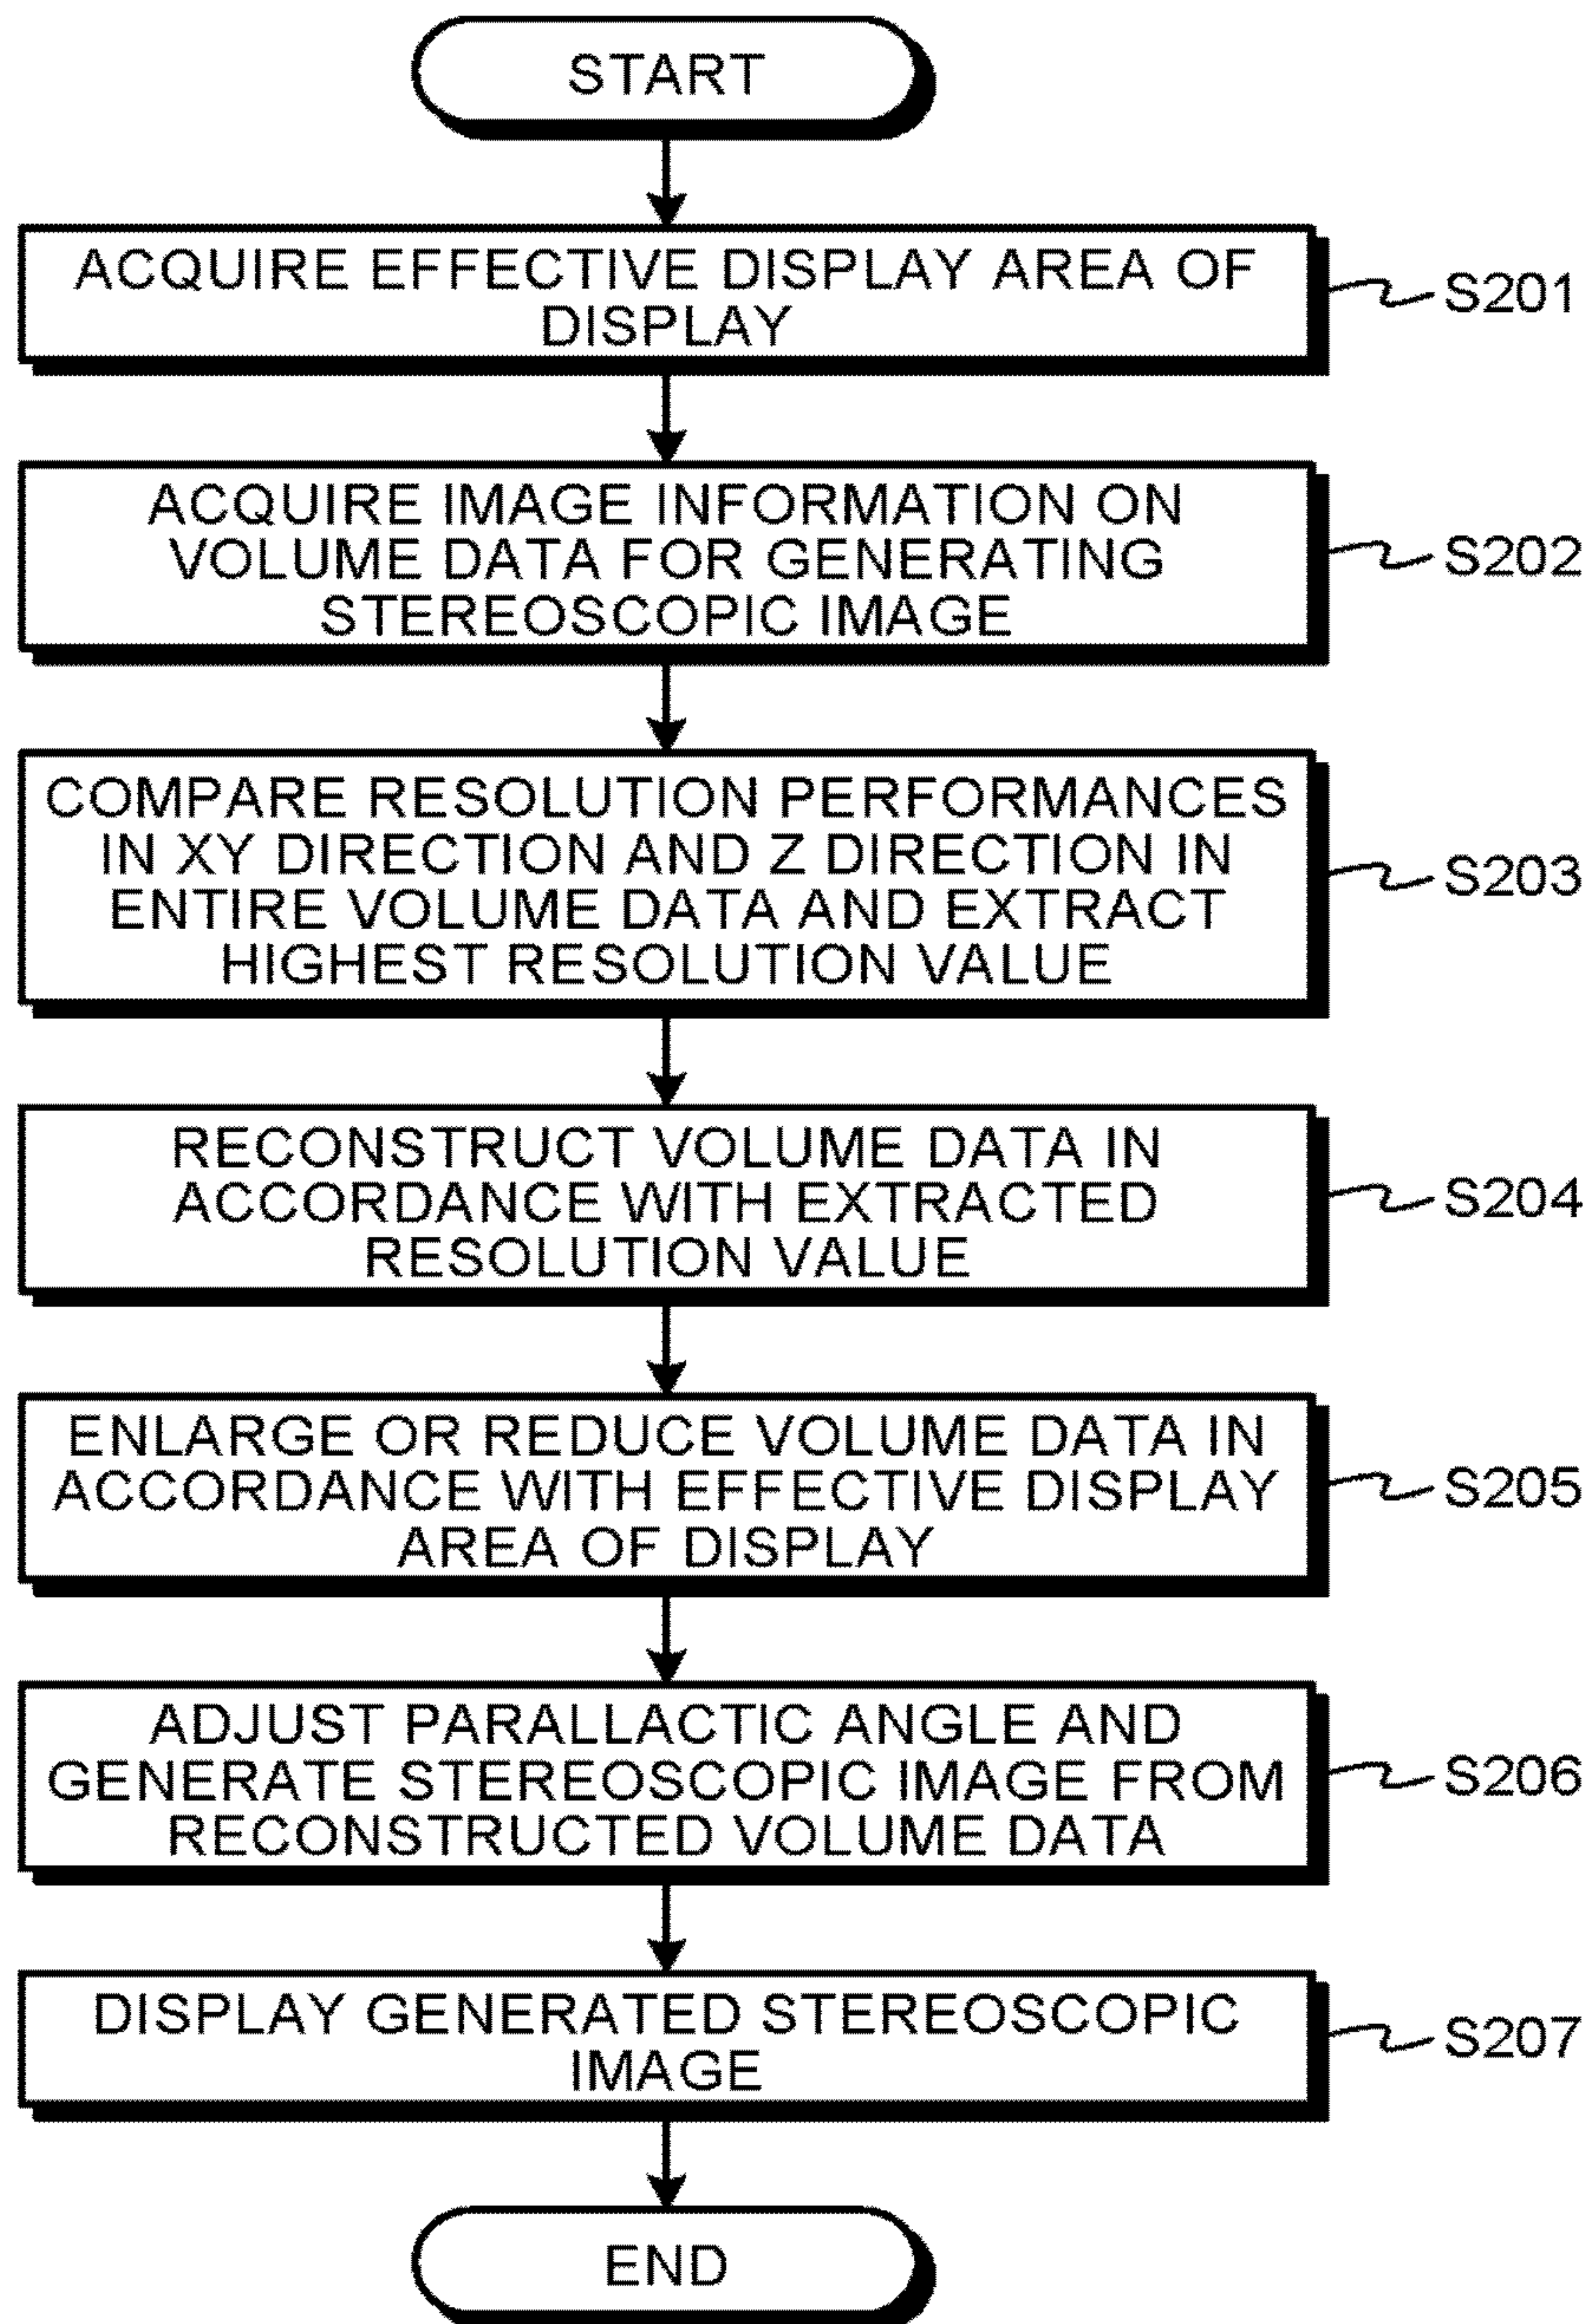 START
ACQUIRE EFFECTIVE DISPLAY AREA OF
DISPLAY
S201
ACQUIRE IMAGE INFORMATION ON
VOLUME DATA FOR GENERATING
STEREOSCOPIC IMAGE
S202
COMPARE RESOLUTION PERFORMANCES
IN XY DIRECTION AND Z DIRECTION IN
ENTIRE VOLUME DATA AND EXTRACT
HIGHEST RESOLUTION VALUE
S203
RECONSTRUCT VOLUME DATA IN
ACCORDANCE WITH EXTRACTED
RESOLUTION VALUE
S204
ENLARGE OR REDUCE VOLUME DATA IN
ACCORDANCE WITH EFFECTIVE DISPLAY
AREA OF DISPLAY
S205
ADJUST PARALLACTIC ANGLE AND
GENERATE STEREOSCOPIC IMAGE FROM
RECONSTRUCTED VOLUME DATA
S206
DISPLAY GENERATED STEREOSCOPIC
IMAGE
S207
END